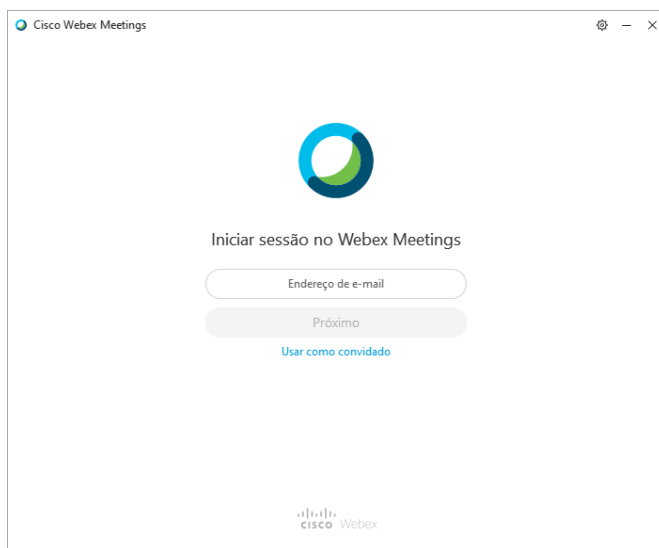 Cisco Webex Meetings
Iniciar sessão no Webex Meetings
Endereço de e-mail
Próximo
Usar como convidado
cisco Webex